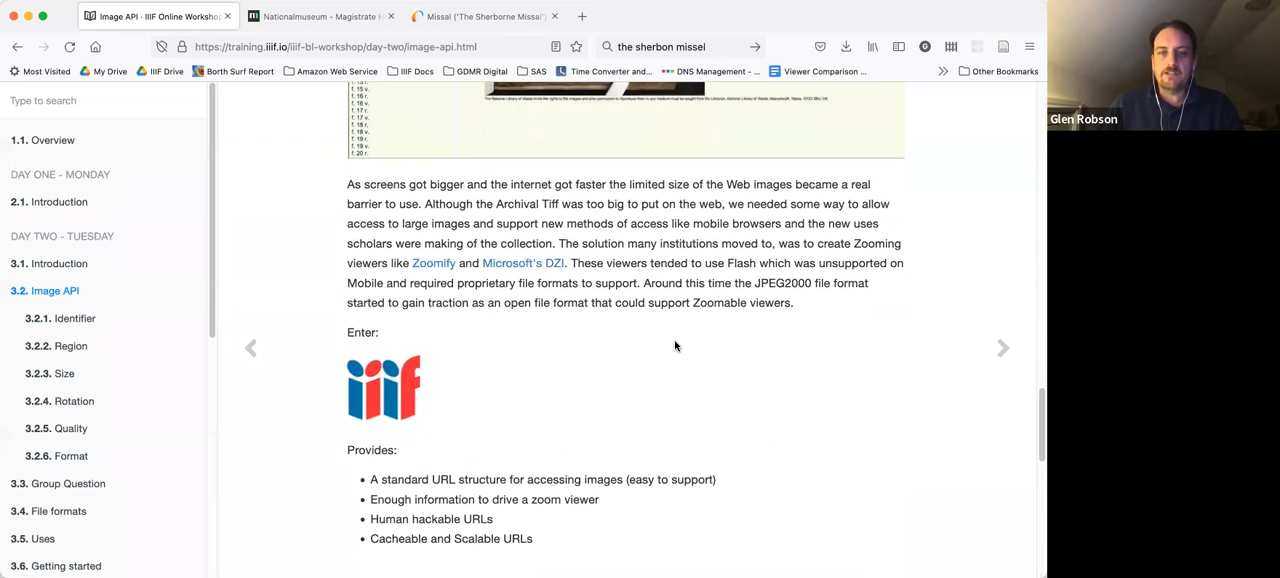 Image API · IIIF Online Workshop
Nationalmuseum - Magistrate H
Missal ('The Sherborne Missal')
https://training.iiif.io/iiif-bl-workshop/day-two/image-api.html
the sherbon missel
Most Visited
My Drive
IIIF Drive
Borth Surf Report
Amazon Web Service
IIIF Docs
GDMR Digital
SAS
Time Converter and...
DNS Management - ...
Viewer Comparison ...
Other Bookmarks
Glen Robson
Type to search
1.1. Overview
DAY ONE - MONDAY
2.1. Introduction
DAY TWO - TUESDAY
3.1. Introduction
3.2. Image API
3.2.1. Identifier
3.2.2. Region
3.2.3. Size
3.2.4. Rotation
3.2.5. Quality
3.2.6. Format
3.3. Group Question
3.4. File formats
3.5. Uses
3.6. Getting started
f. 15 v.
f. 16 r.
f. 16 v.
f. 17 r.
f. 17 v.
f. 18 r.
f. 18 v.
f. 19 r.
f. 19 v.
f. 20 r.
As screens got bigger and the internet got faster the limited size of the Web images became a real
barrier to use. Although the Archival Tiff was too big to put on the web, we needed some way to allow
access to large images and support new methods of access like mobile browsers and the new uses
scholars were making of the collection. The solution many institutions moved to, was to create Zooming
viewers like Zoomify and Microsoft's DZI. These viewers tended to use Flash which was unsupported on
Mobile and required proprietary file formats to support. Around this time the JPEG2000 file format
started to gain traction as an open file format that could support Zoomable viewers.
Enter:
iiif
Provides:
• A standard URL structure for accessing images (easy to support)
• Enough information to drive a zoom viewer
• Human hackable URLs
• Cacheable and Scalable URLs